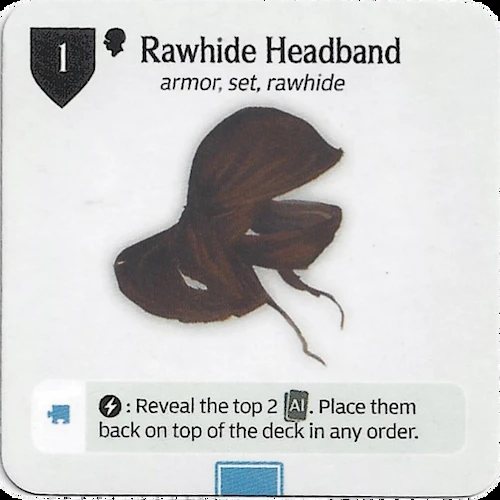 1
Rawhide Headband
armor, set, rawhide
: Reveal the top 2 AI. Place them
back on top of the deck in any order.